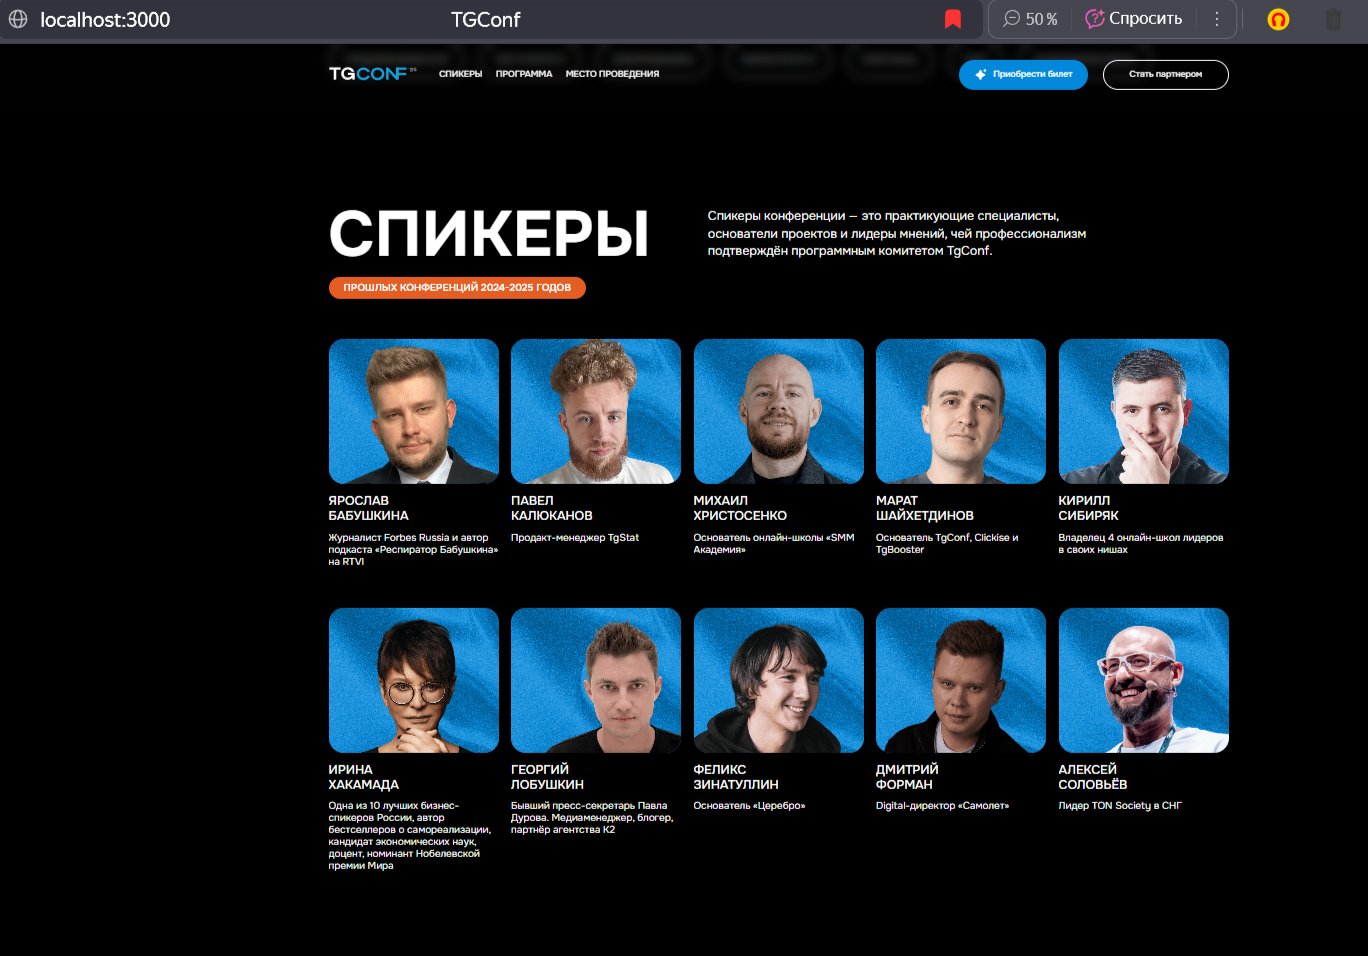 localhost:3000
TGConf
50 %
Спросить
TGCONF '25
СПИКЕРЫ
ПРОГРАММА
МЕСТО ПРОВЕДЕНИЯ
Приобрести билет
Стать партнером
СПИКЕРЫ
ПРОШЛЫХ КОНФЕРЕНЦИЙ 2024-2025 ГОДОВ
Спикеры конференции — это практикующие специалисты,
основатели проектов и лидеры мнений, чей профессионализм
подтверждён программным комитетом TgConf.
ЯРОСЛАВ
БАБУШКИНА
Журналист Forbes Russia и автор
подкаста «Респиратор Бабушкина»
на RTVI
ПАВЕЛ
КАЛЮКАНОВ
Продакт-менеджер TgStat
МИХАИЛ
ХРИСТОСЕНКО
Основатель онлайн-школы «SMM
Академия»
МАРАТ
ШАЙХЕТДИНОВ
Основатель TgConf, Clickise и
TgBooster
КИРИЛЛ
СИБИРЯК
Владелец 4 онлайн-школ лидеров
в своих нишах
ИРИНА
ХАКАМАДА
Одна из 10 лучших бизнес-
спикеров России, автор
бестселлеров о самореализации,
кандидат экономических наук,
доцент, номинант Нобелевской
премии Мира
ГЕОРГИЙ
ЛОБУШКИН
Бывший пресс-секретарь Павла
Дурова. Медиаменеджер, блогер,
партнёр агентства К2
ФЕЛИКС
ЗИНАТУЛЛИН
Основатель «Церебро»
ДМИТРИЙ
ФОРМАН
Digital-директор «Самолет»
АЛЕКСЕЙ
СОЛОВЬЁВ
Лидер TON Society в СНГ